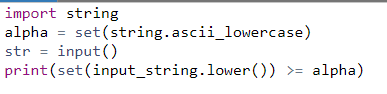 import string
alpha = set(string.ascii_lowercase)
str = input()
print(set(input_string.lower()) >= alpha)